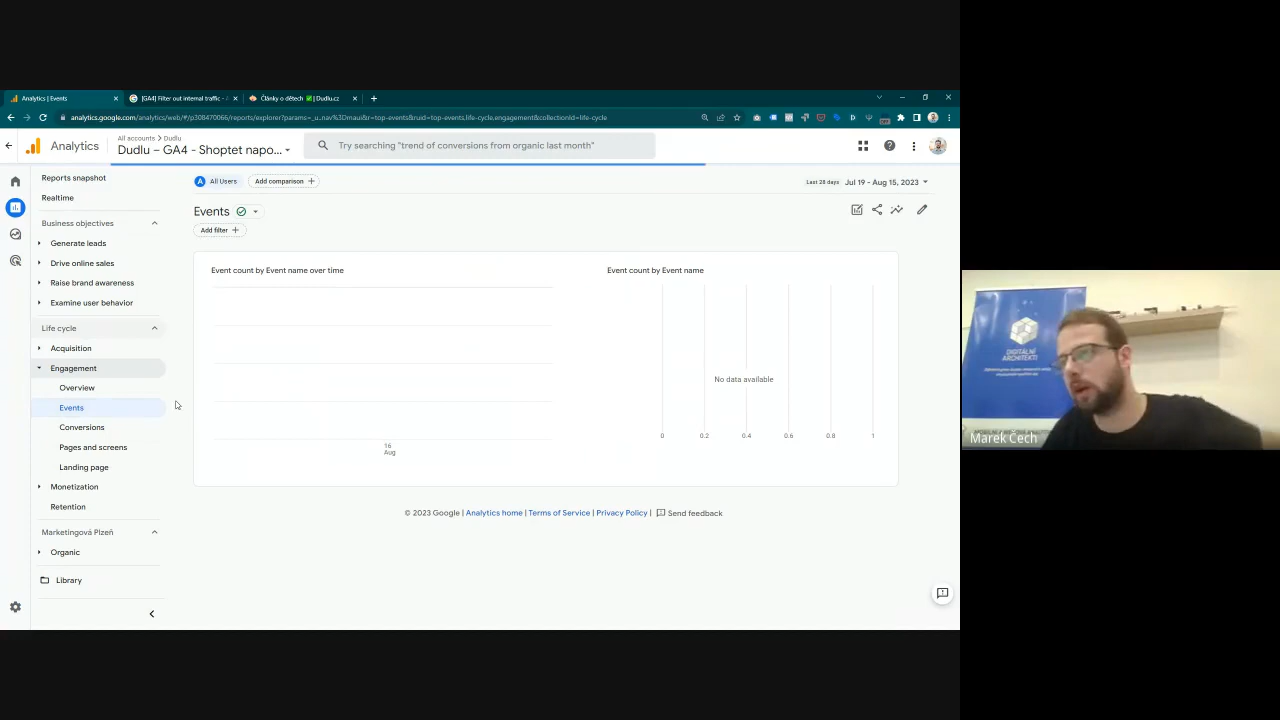 Analytics | Events
[GA4] Filter out internal traffic - A
Články o dětech ✅ | Dudlu.cz
analytics.google.com/analytics/web/#/p308470066/reports/explorer?params=_u..nav%3Dmaui&r=top-events&ruid=top-events,life-cycle,engagement&collectionId=life-cycle
Analytics
All accounts > Dudlu
Dudlu – GA4 - Shoptet napo...
Try searching "trend of conversions from organic last month"
Reports snapshot
Realtime
Business objectives
Generate leads
Drive online sales
Raise brand awareness
Examine user behavior
Life cycle
Acquisition
Engagement
Overview
Events
Conversions
Pages and screens
Landing page
Monetization
Retention
Marketingová Plzeň
Organic
Library
A All Users
Add comparison +
Last 28 days Jul 19 - Aug 15, 2023
Events
Add filter +
Event count by Event name over time
16
Aug
Event count by Event name
No data available
0 0.2 0.4 0.6 0.8 1
© 2023 Google | Analytics home | Terms of Service | Privacy Policy | Send feedback
DIGITÁLNÍ
ARCHITEKTI
Marek Čech